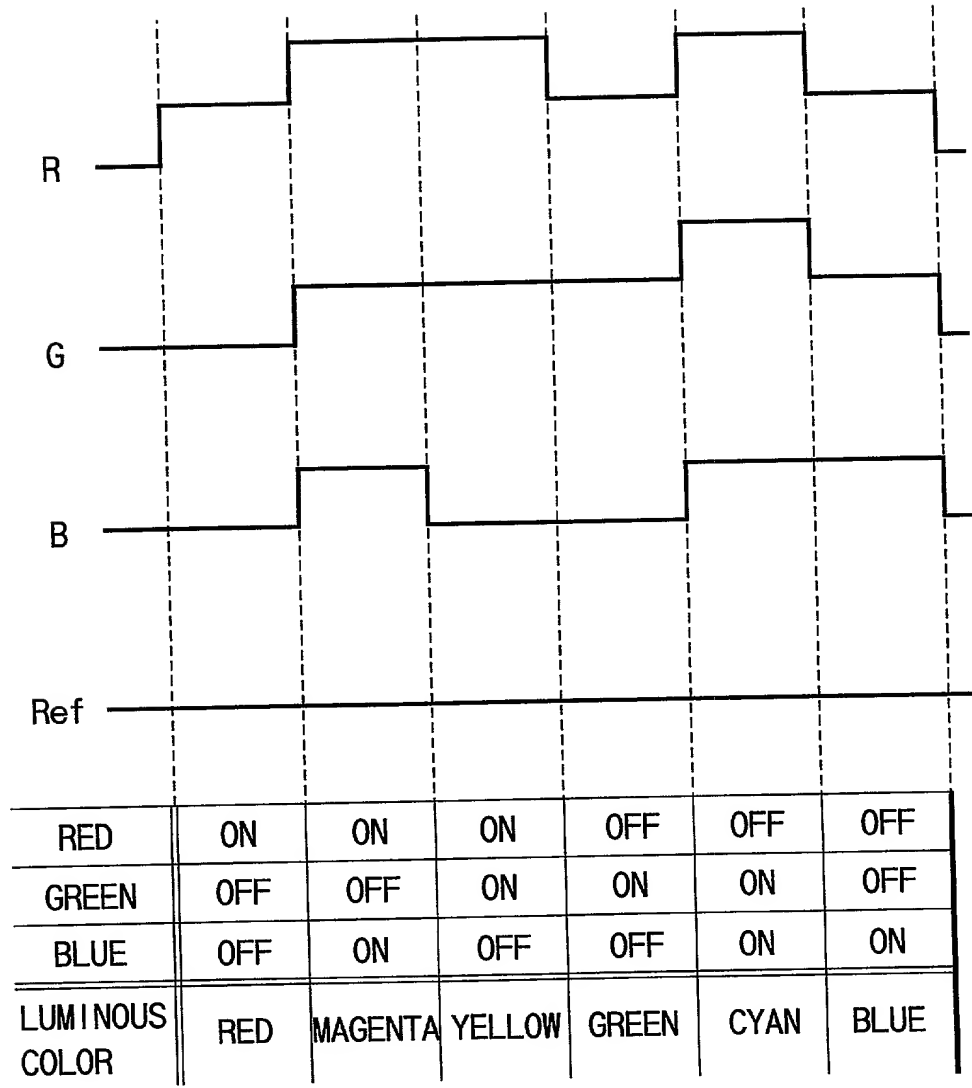 R
G
B
Ref
RED ON ON ON OFF OFF OFF
GREEN OFF OFF ON ON ON OFF
BLUE OFF ON OFF OFF ON ON
LUMINOUS COLOR RED MAGENTA YELLOW GREEN CYAN BLUE